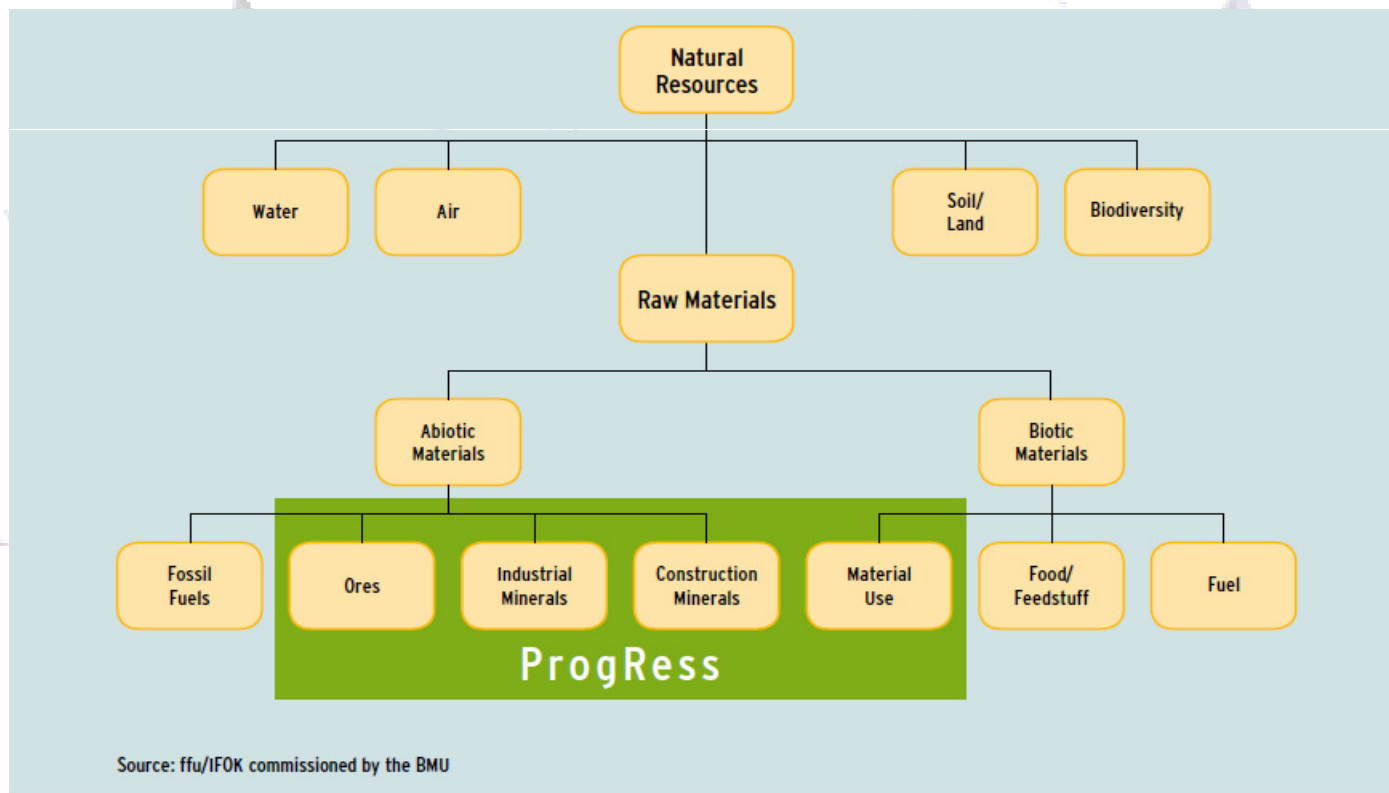 Natural
Resources
Water
Air
Soil/
Land
Biodiversity
Raw Materials
Abiotic
Materials
Biotic
Materials
Fossil
Fuels
Ores
Industrial
Minerals
Construction
Minerals
Material
Use
Food/
Feedstuff
Fuel
ProgRess
Source: ffu/IFOK commissioned by the BMU